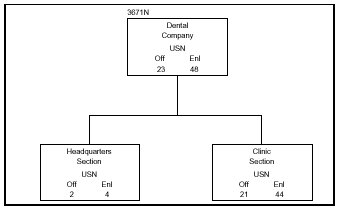 3671N
Dental
Company
USN
Off Enl
23 48
Headquarters
Section
USN
Off Enl
2 4
Clinic
Section
USN
Off Enl
21 44